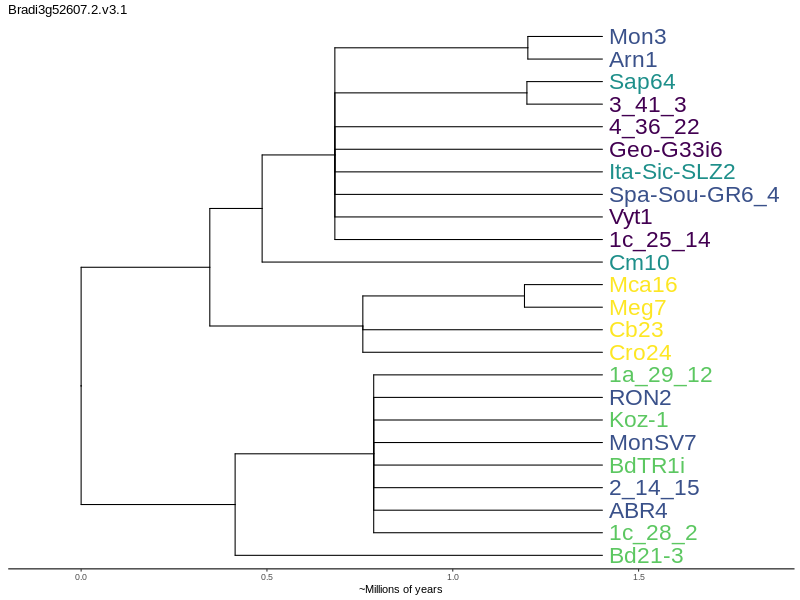 Bradi3g52607.2.v3.1
Mon3
Arn1
Sap64
3_41_3
4_36_22
Geo-G33i6
Ita-Sic-SLZ2
Spa-Sou-GR6_4
Vyt1
1c_25_14
Cm10
Mca16
Meg7
Cb23
Cro24
1a_29_12
RON2
Koz-1
MonSV7
BdTR1i
2_14_15
ABR4
1c_28_2
Bd21-3
0.0 0.5 1.0 1.5
~Millions of years